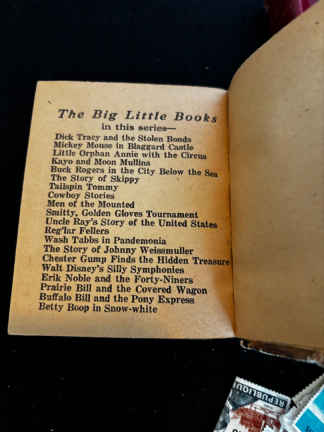 The Big Little Books
in this series—
Dick Tracy and the Stolen Bonds
Mickey Mouse in Blaggard Castle
Little Orphan Annie with the Circus
Kayo and Moon Mullins
Buck Rogers in the City Below the Sea
The Story of Skippy
Tailspin Tommy
Cowboy Stories
Men of the Mounted
Smitty, Golden Gloves Tournament
Uncle Ray's Story of the United States
Reg'lar Fellers
Wash Tubbs in Pandemonia
The Story of Johnny Weissmuller
Chester Gump Finds the Hidden Treasure
Walt Disney's Silly Symphonies
Erik Noble and the Forty-Niners
Prairie Bill and the Covered Wagon
Buffalo Bill and the Pony Express
Betty Boop in Snow-white
REPUBLIQU